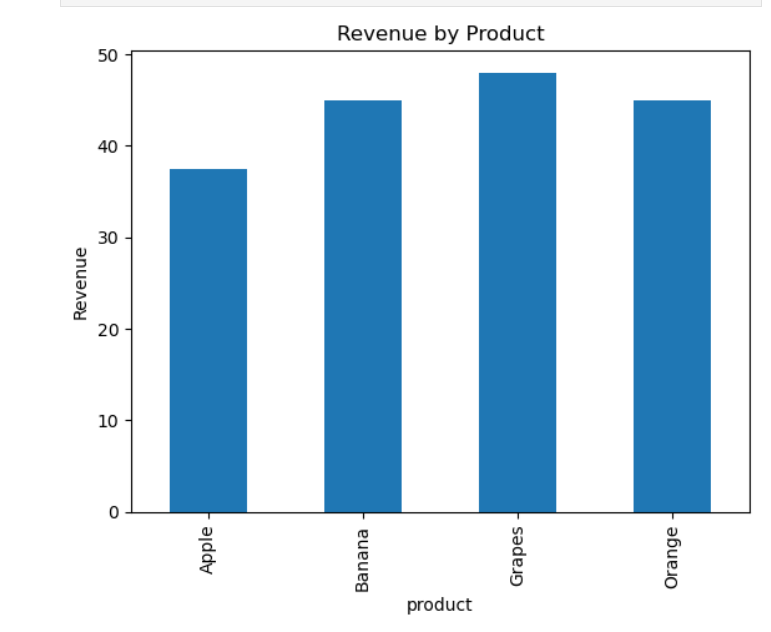 Revenue by Product
50
40
30
20
10
0
Revenue
Apple
Banana
Grapes
Orange
product